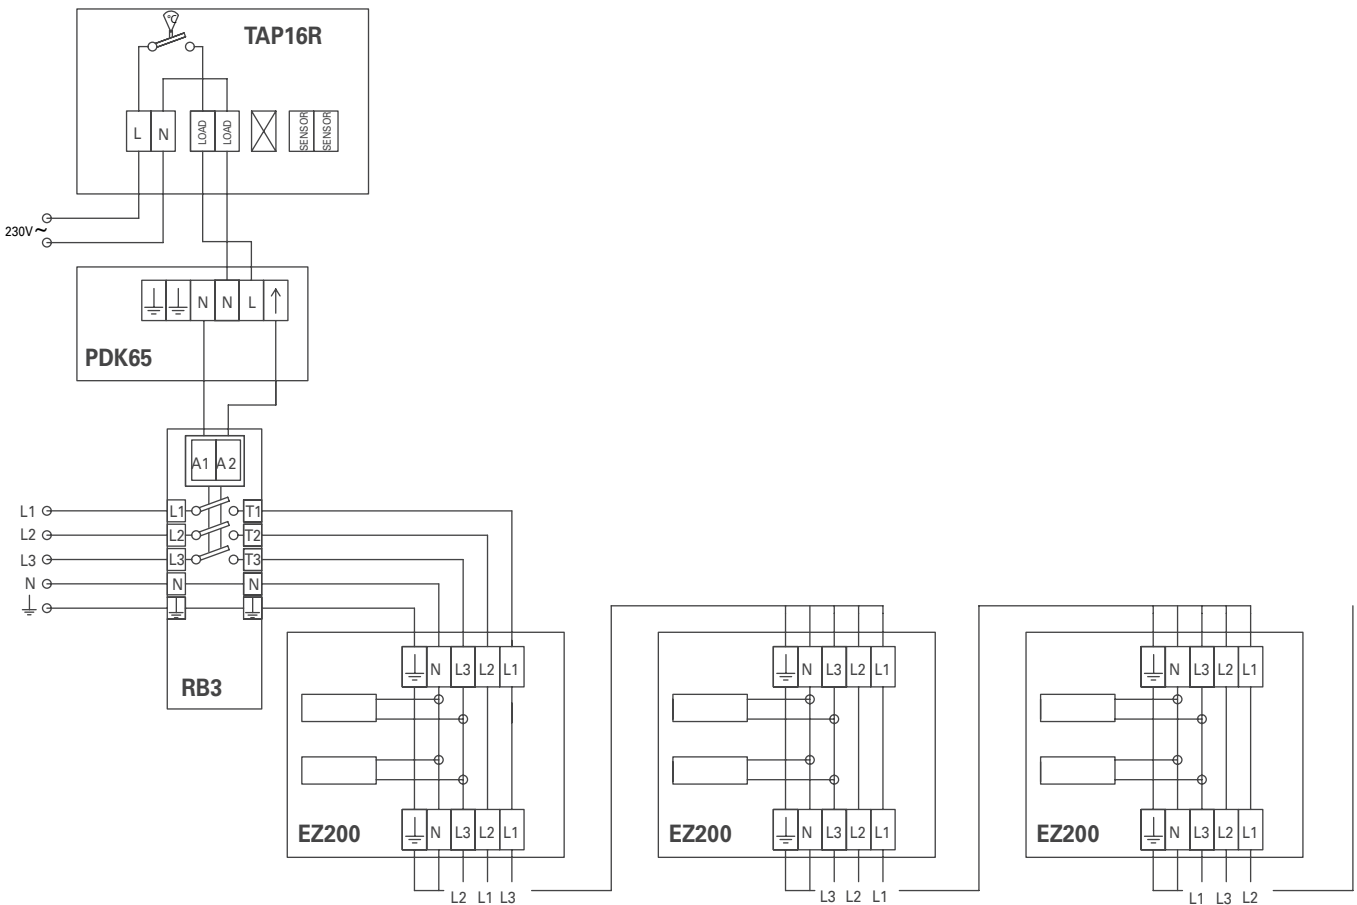 °C
TAP16R
L N LOAD LOAD SENSOR SENSOR
230V~
N N L
PDK65
A1 A2
L1 L1 T1
L2 L2 T2
L3 L3 T3
N N N
RB3
N L3 L2 L1
N L3 L2 L1
N L3 L2 L1
EZ200 N L3 L2 L1
EZ200 N L3 L2 L1
EZ200 N L3 L2 L1
L2 L1 L3
L3 L2 L1
L1 L3 L2